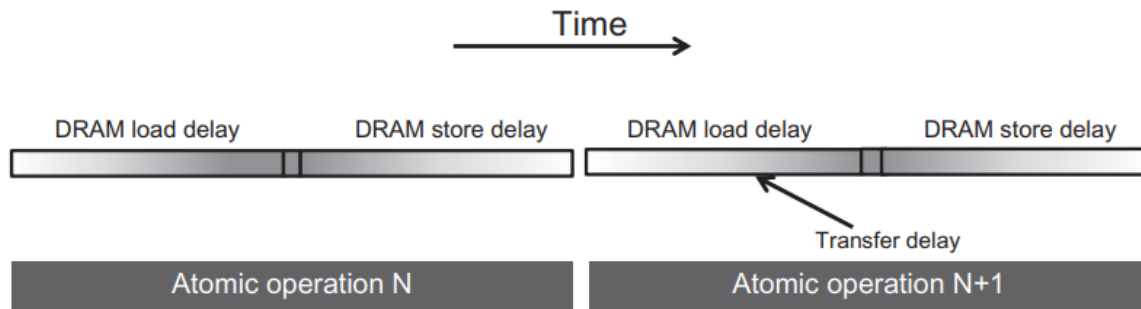 Time
DRAM load delay DRAM store delay DRAM load delay DRAM store delay
Transfer delay
Atomic operation N Atomic operation N+1